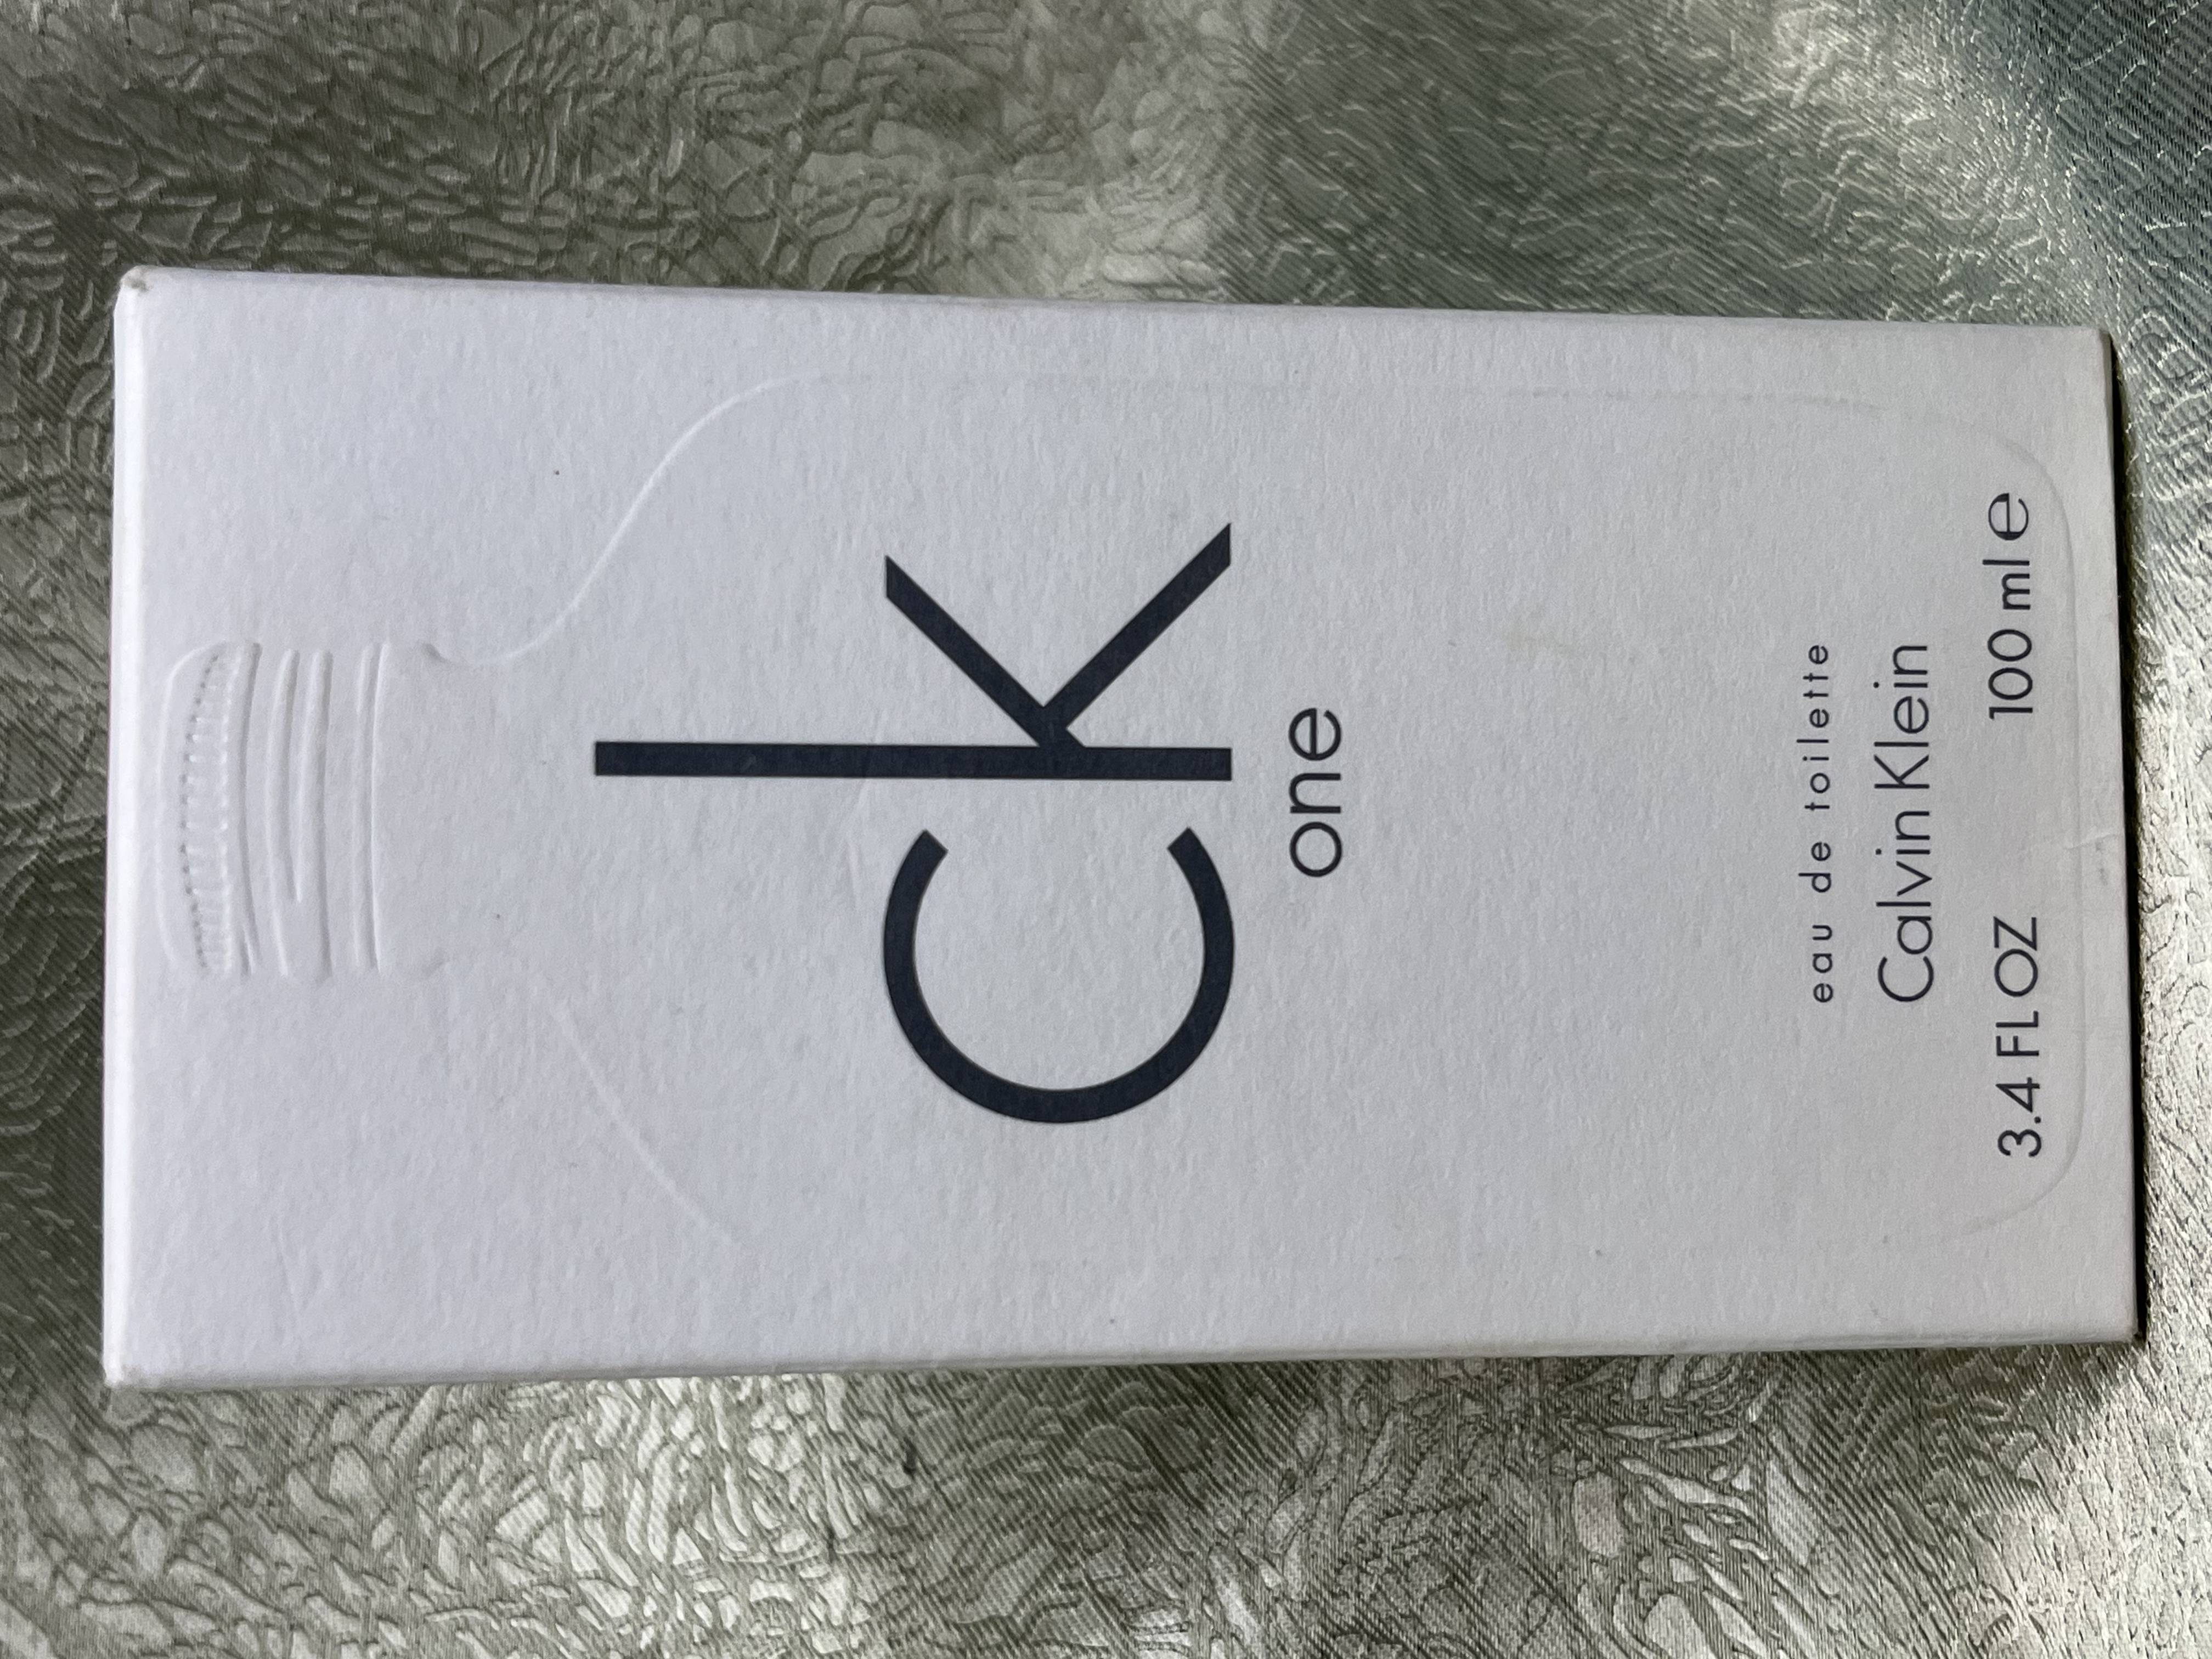 ck
one
eau de toilette
Calvin Klein
3.4 FL OZ 100 ml e